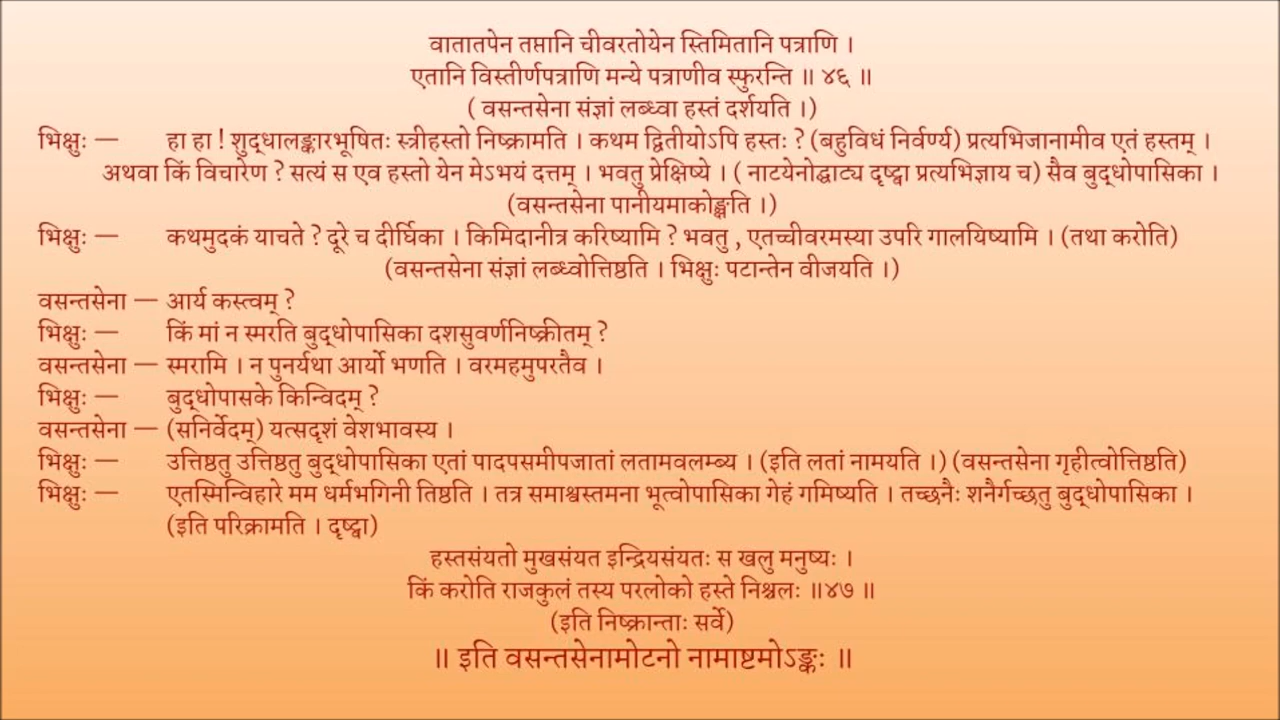 वातातपेन तप्तानि चीवरतोयेन स्तिमितानि पत्राणि ।
एतानि विस्तीर्णपत्राणि मन्ये पत्राणीव स्फुरन्ति ॥ ४६ ॥
( वसन्तसेना संज्ञां लब्ध्वा हस्तं दर्शयति ।)
भिक्षुः — हा हा ! शुद्धालङ्कारभूषितः स्त्रीहस्तो निष्क्रामति । कथम द्वितीयोऽपि हस्तः ? (बहुविधं निर्वर्ण्य) प्रत्यभिजानामीव एतं हस्तम् ।
अथवा किं विचारेण ? सत्यं स एव हस्तो येन मेऽभयं दत्तम् । भवतु प्रेक्षिष्ये । ( नाटयेनोद्घाट्य दृष्ट्वा प्रत्यभिज्ञाय च) सैव बुद्धोपासिका ।
(वसन्तसेना पानीयमाकोङ्क्षति ।)
भिक्षुः — कथमुदकं याचते ? दूरे च दीर्घिका । किमिदानीत्र करिष्यामि ? भवतु , एतच्चीवरमस्या उपरि गालयिष्यामि । (तथा करोति)
(वसन्तसेना संज्ञां लब्ध्वोत्तिष्ठति । भिक्षुः पटान्तेन वीजयति ।)
वसन्तसेना — आर्य कस्त्वम् ?
भिक्षुः — किं मां न स्मरति बुद्धोपासिका दशसुवर्णनिष्क्रीतम् ?
वसन्तसेना — स्मरामि । न पुनर्यथा आर्यो भणति । वरमहमुपरतैव ।
भिक्षुः — बुद्धोपासके किन्विदम् ?
वसन्तसेना — (सनिर्वेदम्) यत्सदृशं वेशभावस्य ।
भिक्षुः — उत्तिष्ठतु उत्तिष्ठतु बुद्धोपासिका एतां पादपसमीपजातां लतामवलम्ब्य । (इति लतां नामयति ।) (वसन्तसेना गृहीत्वोत्तिष्ठति)
भिक्षुः — एतस्मिन्विहारे मम धर्मभगिनी तिष्ठति । तत्र समाश्वस्तमना भूत्वोपासिका गेहं गमिष्यति । तच्छनैः शनैर्गच्छतु बुद्धोपासिका ।
(इति परिक्रामति । दृष्ट्वा)
हस्तसंयतो मुखसंयत इन्द्रियसंयतः स खलु मनुष्यः ।
किं करोति राजकुलं तस्य परलोको हस्ते निश्चलः ॥४७ ॥
(इति निष्क्रान्ताः सर्वे)
॥ इति वसन्तसेनामोटनो नामाष्टमोऽङ्कः ॥